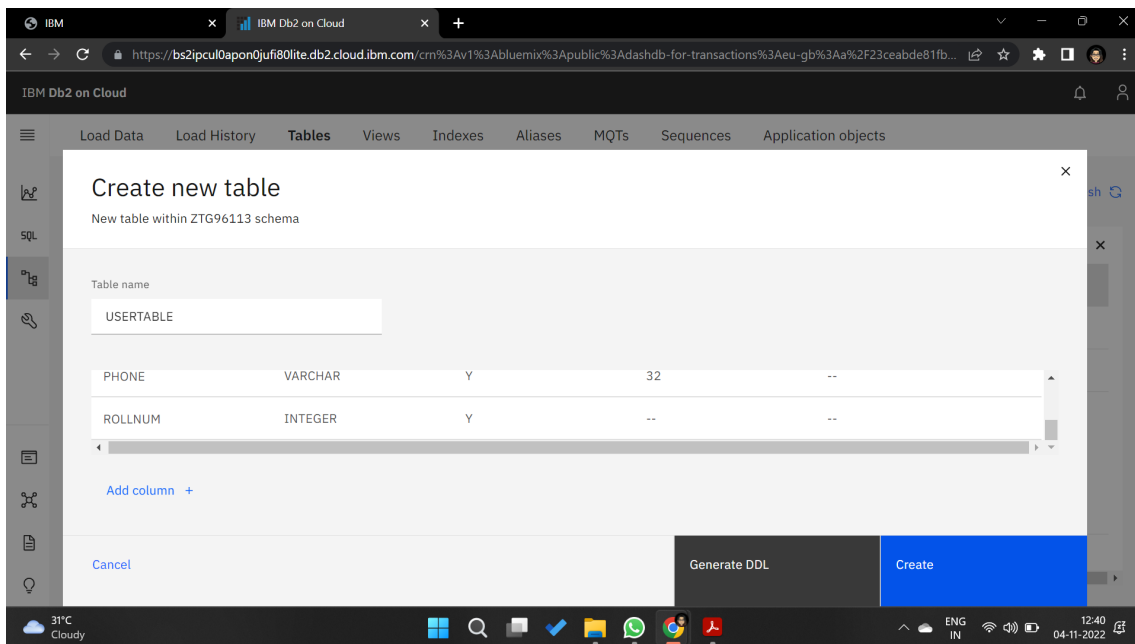 IBM
IBM Db2 on Cloud
https://bs2ipcul0apon0jufi80lite.db2.cloud.ibm.com/crn%3Av1%3Abluemix%3Apublic%3Adashdb-for-transactions%3Aeu-gb%3Aa%2F23ceabde81fb...
IBM Db2 on Cloud
Load Data Load History Tables Views Indexes Aliases MQTs Sequences Application objects
Create new table
sh
New table within ZTG96113 schema
SQL
Table name
USERTABLE
PHONE VARCHAR Y 32 --
ROLLNUM INTEGER Y -- --
Add column +
Cancel Generate DDL Create
31°C
Cloudy
ENG
IN
12:40
04-11-2022